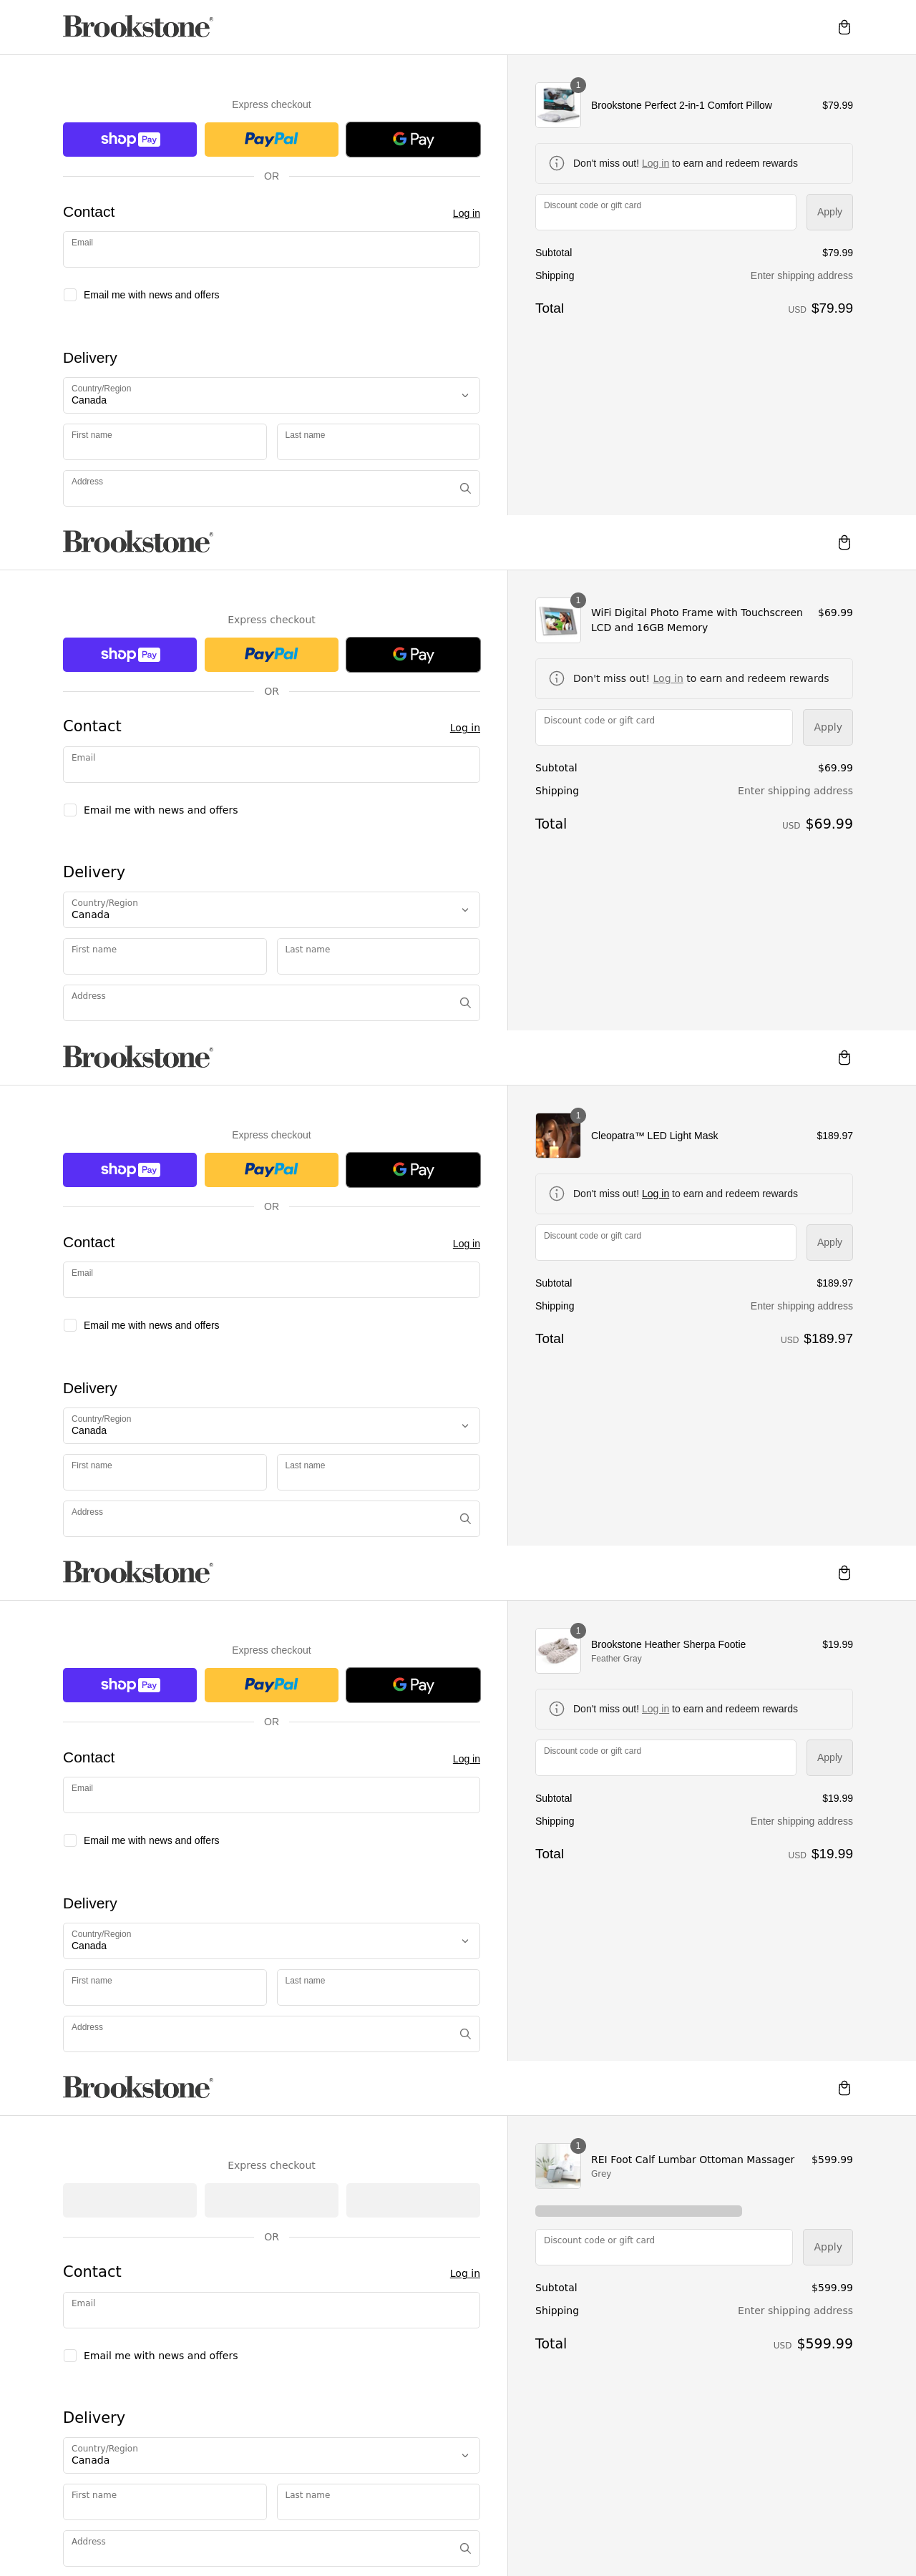 Brookstone®
Express checkout
shop Pay
PayPal
G Pay
OR
Contact
Log in
Email
Email me with news and offers
Delivery
Country/Region
Canada
First name
Last name
Address
1
Brookstone Perfect 2-in-1 Comfort Pillow
$79.99
Don't miss out! Log in to earn and redeem rewards
Discount code or gift card
Apply
Subtotal
$79.99
Shipping
Enter shipping address
Total
USD $79.99
Brookstone®
Express checkout
shop Pay
PayPal
G Pay
OR
Contact
Log in
Email
Email me with news and offers
Delivery
Country/Region
Canada
First name
Last name
Address
1
WiFi Digital Photo Frame with Touchscreen
LCD and 16GB Memory
$69.99
Don't miss out! Log in to earn and redeem rewards
Discount code or gift card
Apply
Subtotal
$69.99
Shipping
Enter shipping address
Total
USD $69.99
Brookstone®
Express checkout
shop Pay
PayPal
G Pay
OR
Contact
Log in
Email
Email me with news and offers
Delivery
Country/Region
Canada
First name
Last name
Address
1
Cleopatra™ LED Light Mask
$189.97
Don't miss out! Log in to earn and redeem rewards
Discount code or gift card
Apply
Subtotal
$189.97
Shipping
Enter shipping address
Total
USD $189.97
Brookstone®
Express checkout
shop Pay
PayPal
G Pay
OR
Contact
Log in
Email
Email me with news and offers
Delivery
Country/Region
Canada
First name
Last name
Address
1
Brookstone Heather Sherpa Footie
Feather Gray
$19.99
Don't miss out! Log in to earn and redeem rewards
Discount code or gift card
Apply
Subtotal
$19.99
Shipping
Enter shipping address
Total
USD $19.99
Brookstone®
Express checkout
OR
Contact
Log in
Email
Email me with news and offers
Delivery
Country/Region
Canada
First name
Last name
Address
1
REI Foot Calf Lumbar Ottoman Massager
Grey
$599.99
Discount code or gift card
Apply
Subtotal
$599.99
Shipping
Enter shipping address
Total
USD $599.99